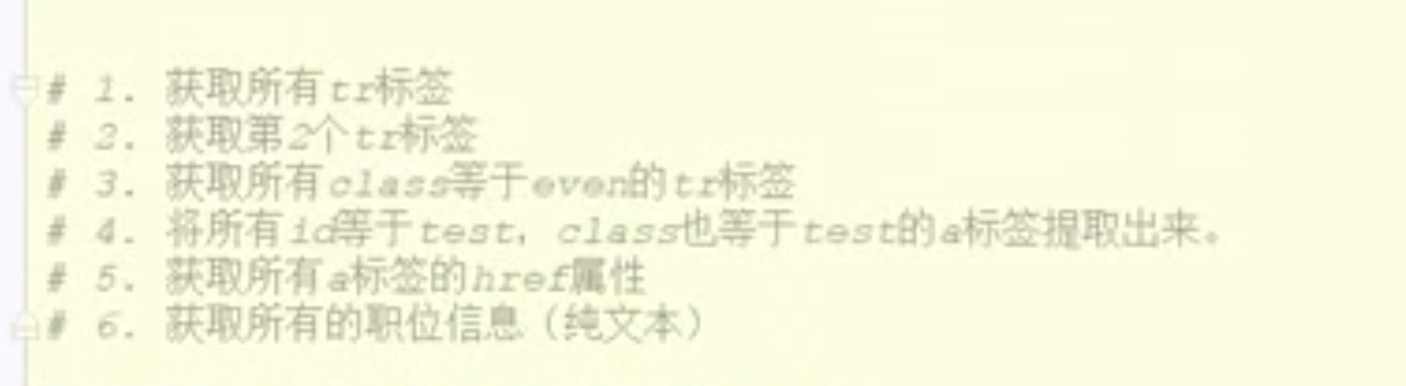 # 1. 获取所有tr标签
# 2. 获取第2个tr标签
# 3. 获取所有class等于even的tr标签
# 4. 将所有id等于test，class也等于test的a标签提取出来。
# 5. 获取所有a标签的href属性
# 6. 获取所有的职位信息（纯文本）